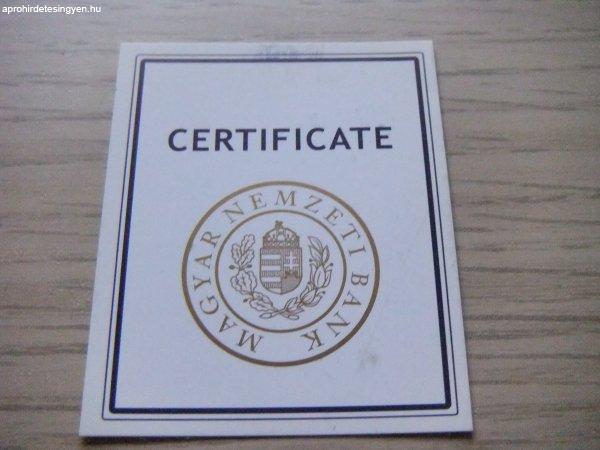 aprohirdetesingyen.hu
CERTIFICATE
MAGYAR NEMZETI BANK